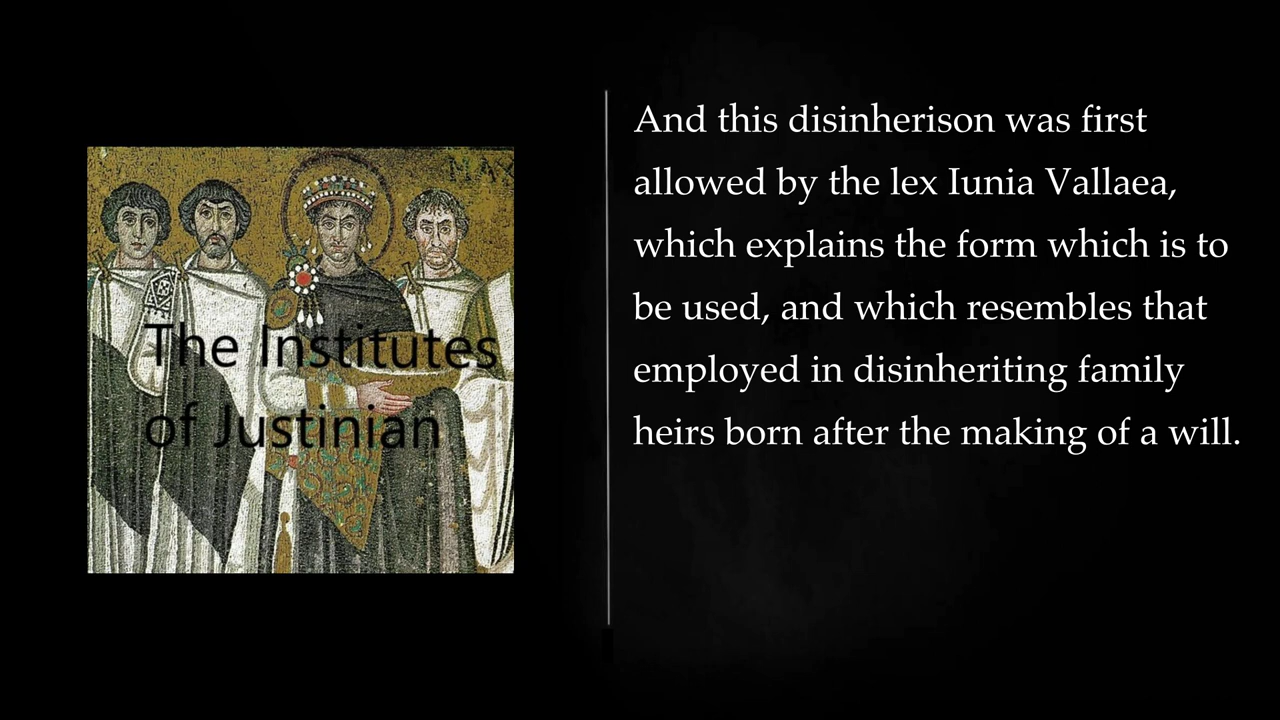 The Institutes
of Justinian
And this disinherison was first
allowed by the lex Iunia Vallaea,
which explains the form which is to
be used, and which resembles that
employed in disinheriting family
heirs born after the making of a will.